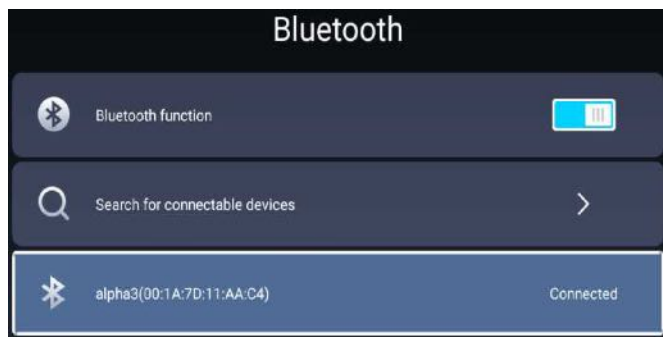 Bluetooth
Bluetooth function
Search for connectable devices
alpha3(00:1A:7D:11:AA:C4) Connected